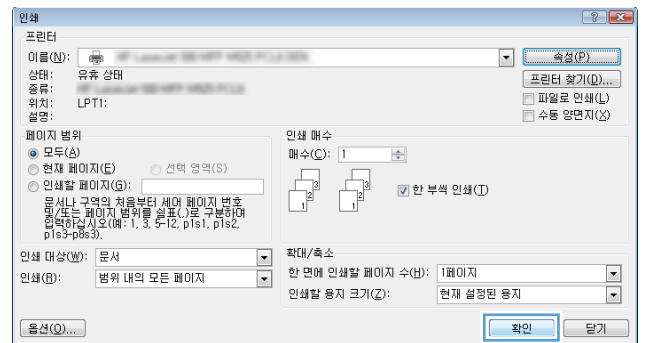 인쇄
프린터
이름(N):
속성(P)
상태: 유휴 상태
프린터 찾기(D)...
종류:
위치: LPT1:
파일로 인쇄(L)
설명:
수동 양면지(X)
페이지 범위
모두(A)
현재 페이지(E) 선택 영역(S)
인쇄할 페이지(G):
문서나 구역의 처음부터 세어 페이지 번호
및/또는 페이지 범위를 쉼표(,)로 구분하여
입력하십시오(예: 1, 3, 5-12, p1s1, p1s2,
p1s3-p8s3).
인쇄 매수
매수(C): 1
3 3
2 2
1 1
한 부씩 인쇄(T)
인쇄 대상(W): 문서
인쇄(R): 범위 내의 모든 페이지
확대/축소
한 면에 인쇄할 페이지 수(H): 1페이지
인쇄할 용지 크기(Z): 현재 설정된 용지
옵션(O)...
확인
닫기